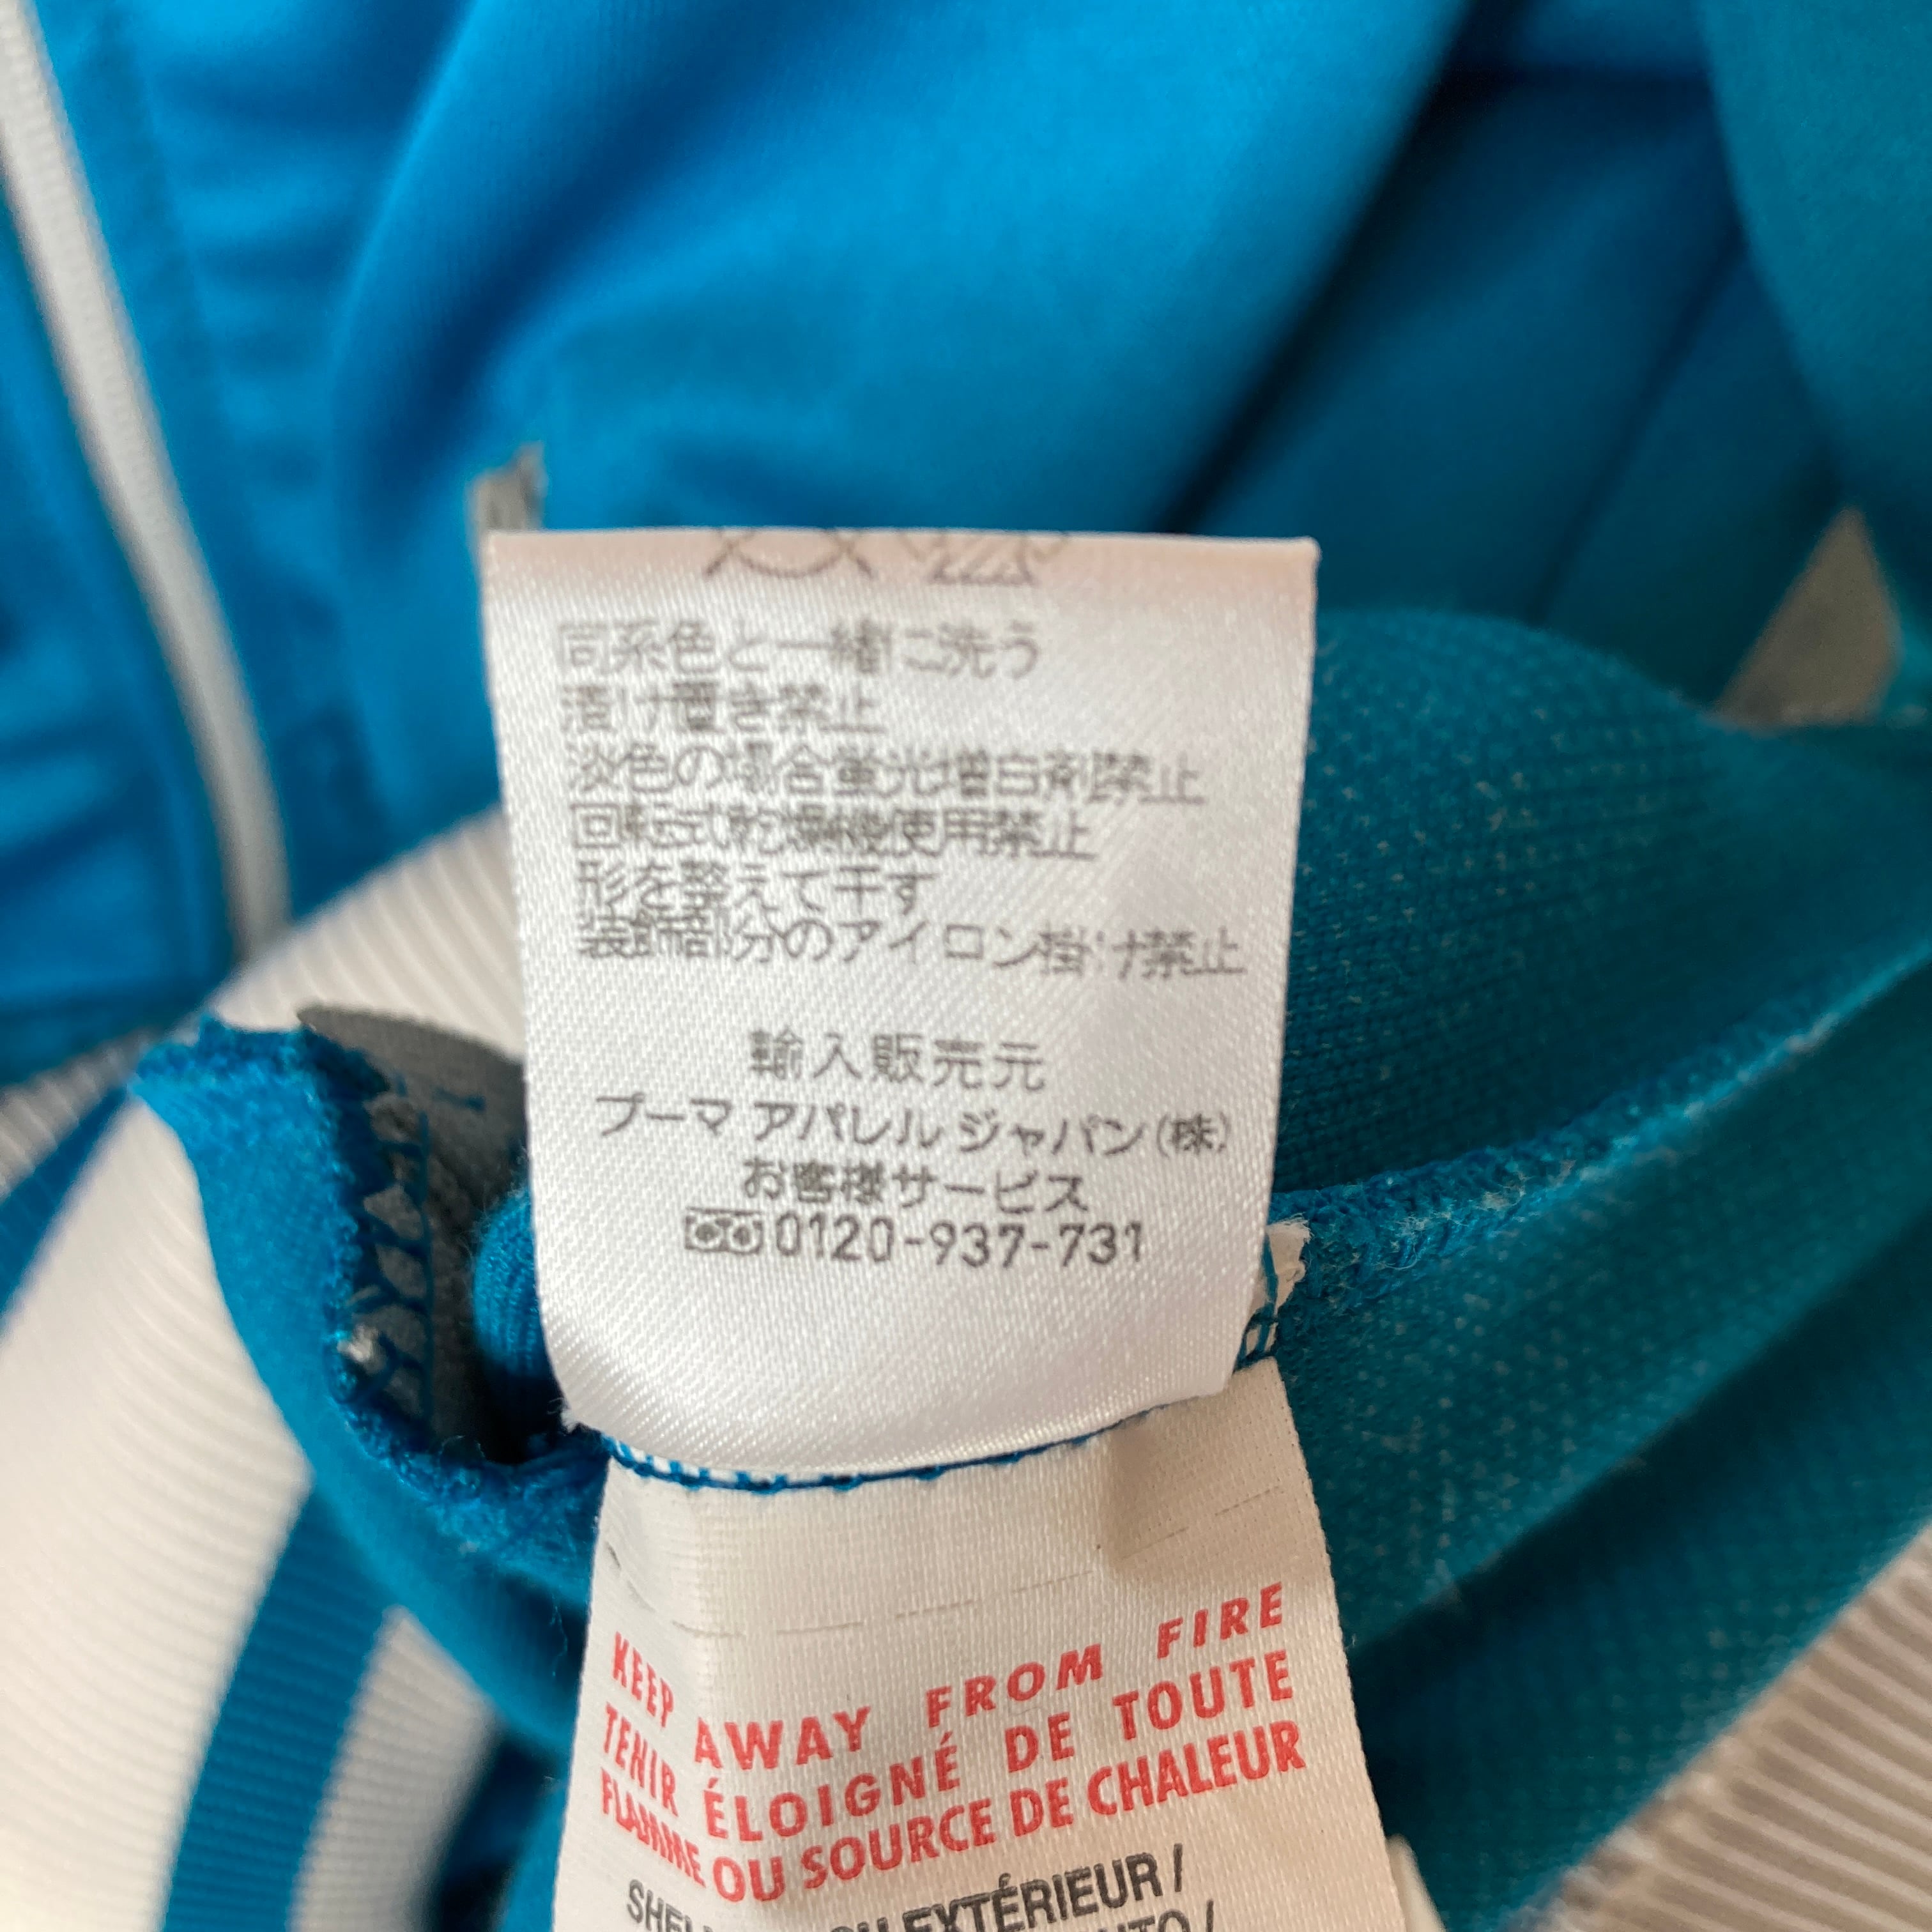 同系色と一緒に洗う
漬け置き禁止
淡色の場合蛍光増白剤禁止
回転式乾燥機使用禁止
形を整えて干す
装飾部分のアイロン掛け禁止
輸入販売元
プーマ アパレル ジャパン(株)
お客様サービス
0120-937-731
KEEP AWAY FROM FIRE
TENIR ÉLOIGNÉ DE TOUTE
FLAMME OU SOURCE DE CHALEUR
EXTÉRIEUR /